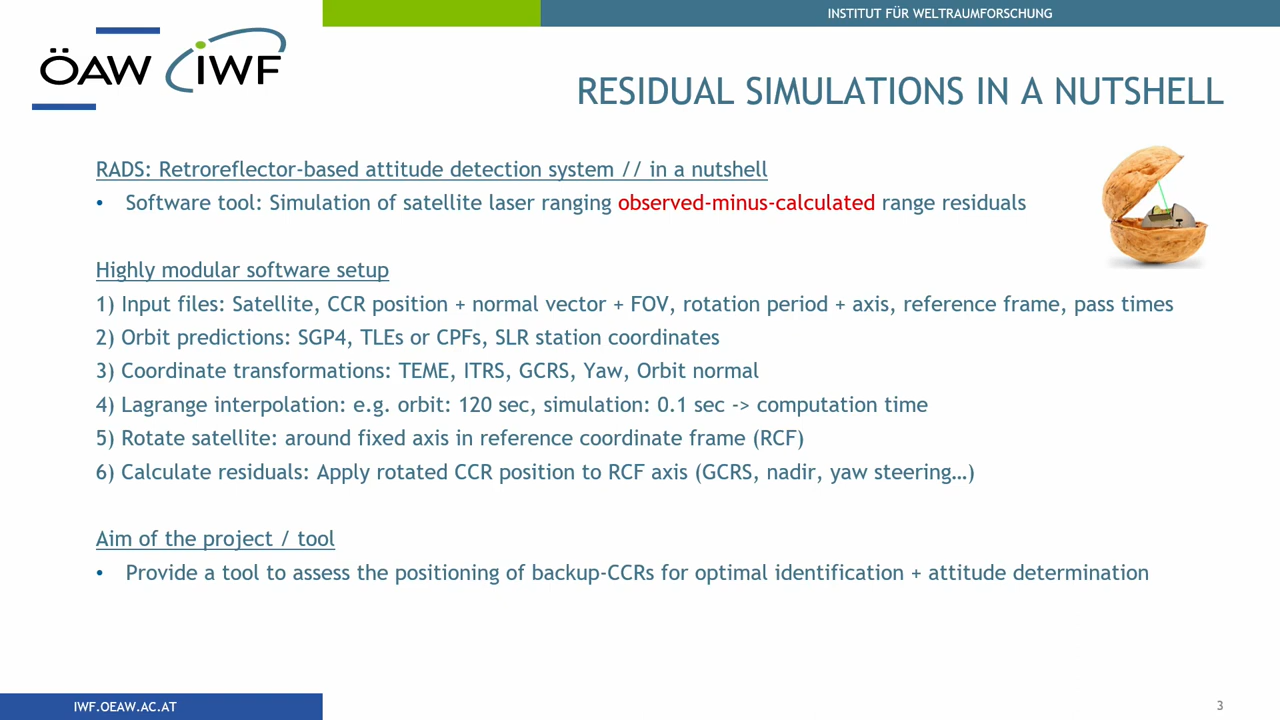 INSTITUT FÜR WELTRAUMFORSCHUNG
ÖAW IWF
RESIDUAL SIMULATIONS IN A NUTSHELL
RADS: Retroreflector-based attitude detection system // in a nutshell
• Software tool: Simulation of satellite laser ranging observed-minus-calculated range residuals
Highly modular software setup
1) Input files: Satellite, CCR position + normal vector + FOV, rotation period + axis, reference frame, pass times
2) Orbit predictions: SGP4, TLEs or CPFs, SLR station coordinates
3) Coordinate transformations: TEME, ITRS, GCRS, Yaw, Orbit normal
4) Lagrange interpolation: e.g. orbit: 120 sec, simulation: 0.1 sec -> computation time
5) Rotate satellite: around fixed axis in reference coordinate frame (RCF)
6) Calculate residuals: Apply rotated CCR position to RCF axis (GCRS, nadir, yaw steering…)
Aim of the project / tool
• Provide a tool to assess the positioning of backup-CCRs for optimal identification + attitude determination
IWF.OEAW.AC.AT
3